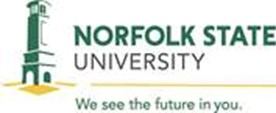 NORFOLK STATE
UNIVERSITY
We see the future in you.